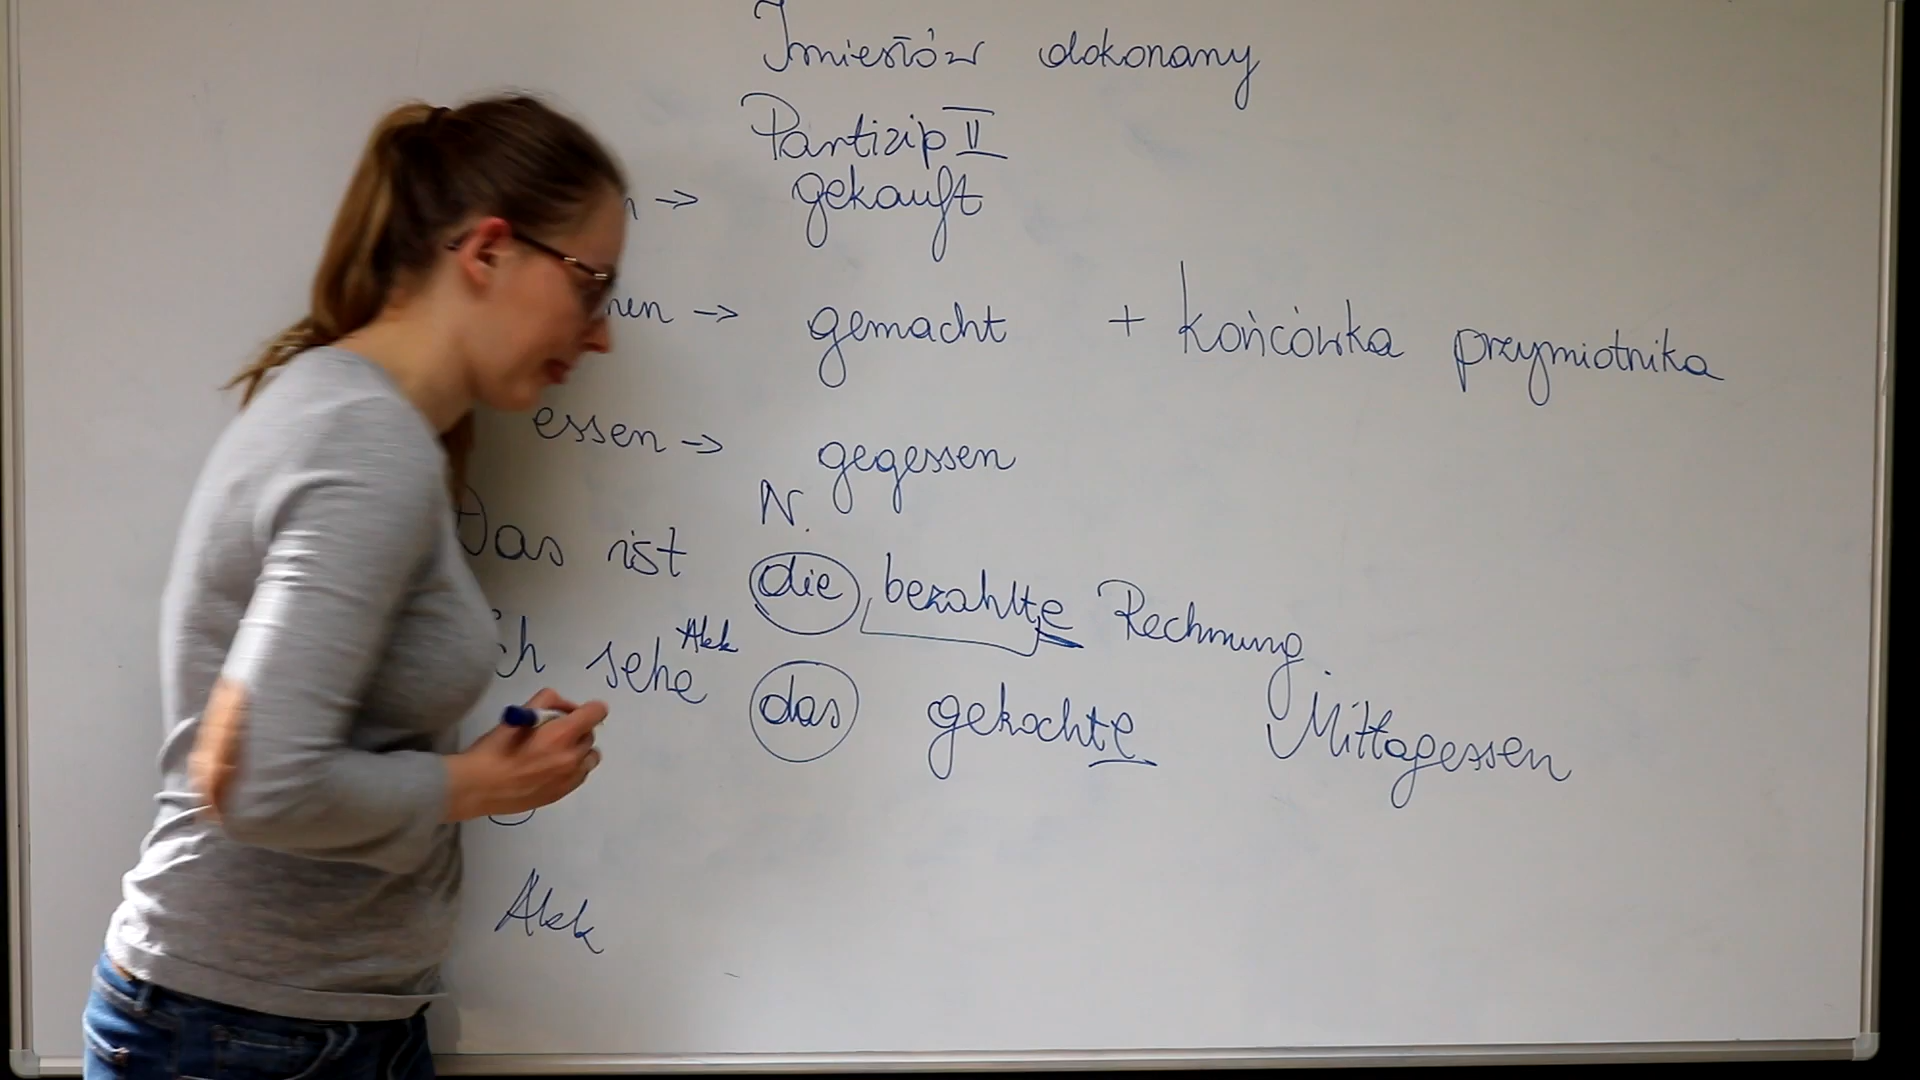 Imiesłów dokonany
Partizip II
→ gekauft
→ gemacht + końcówka przymiotnika
essen → gegessen
N.
Das ist die bezahlte Rechnung.
sehe Akk das gekochte Mittagessen
Akk